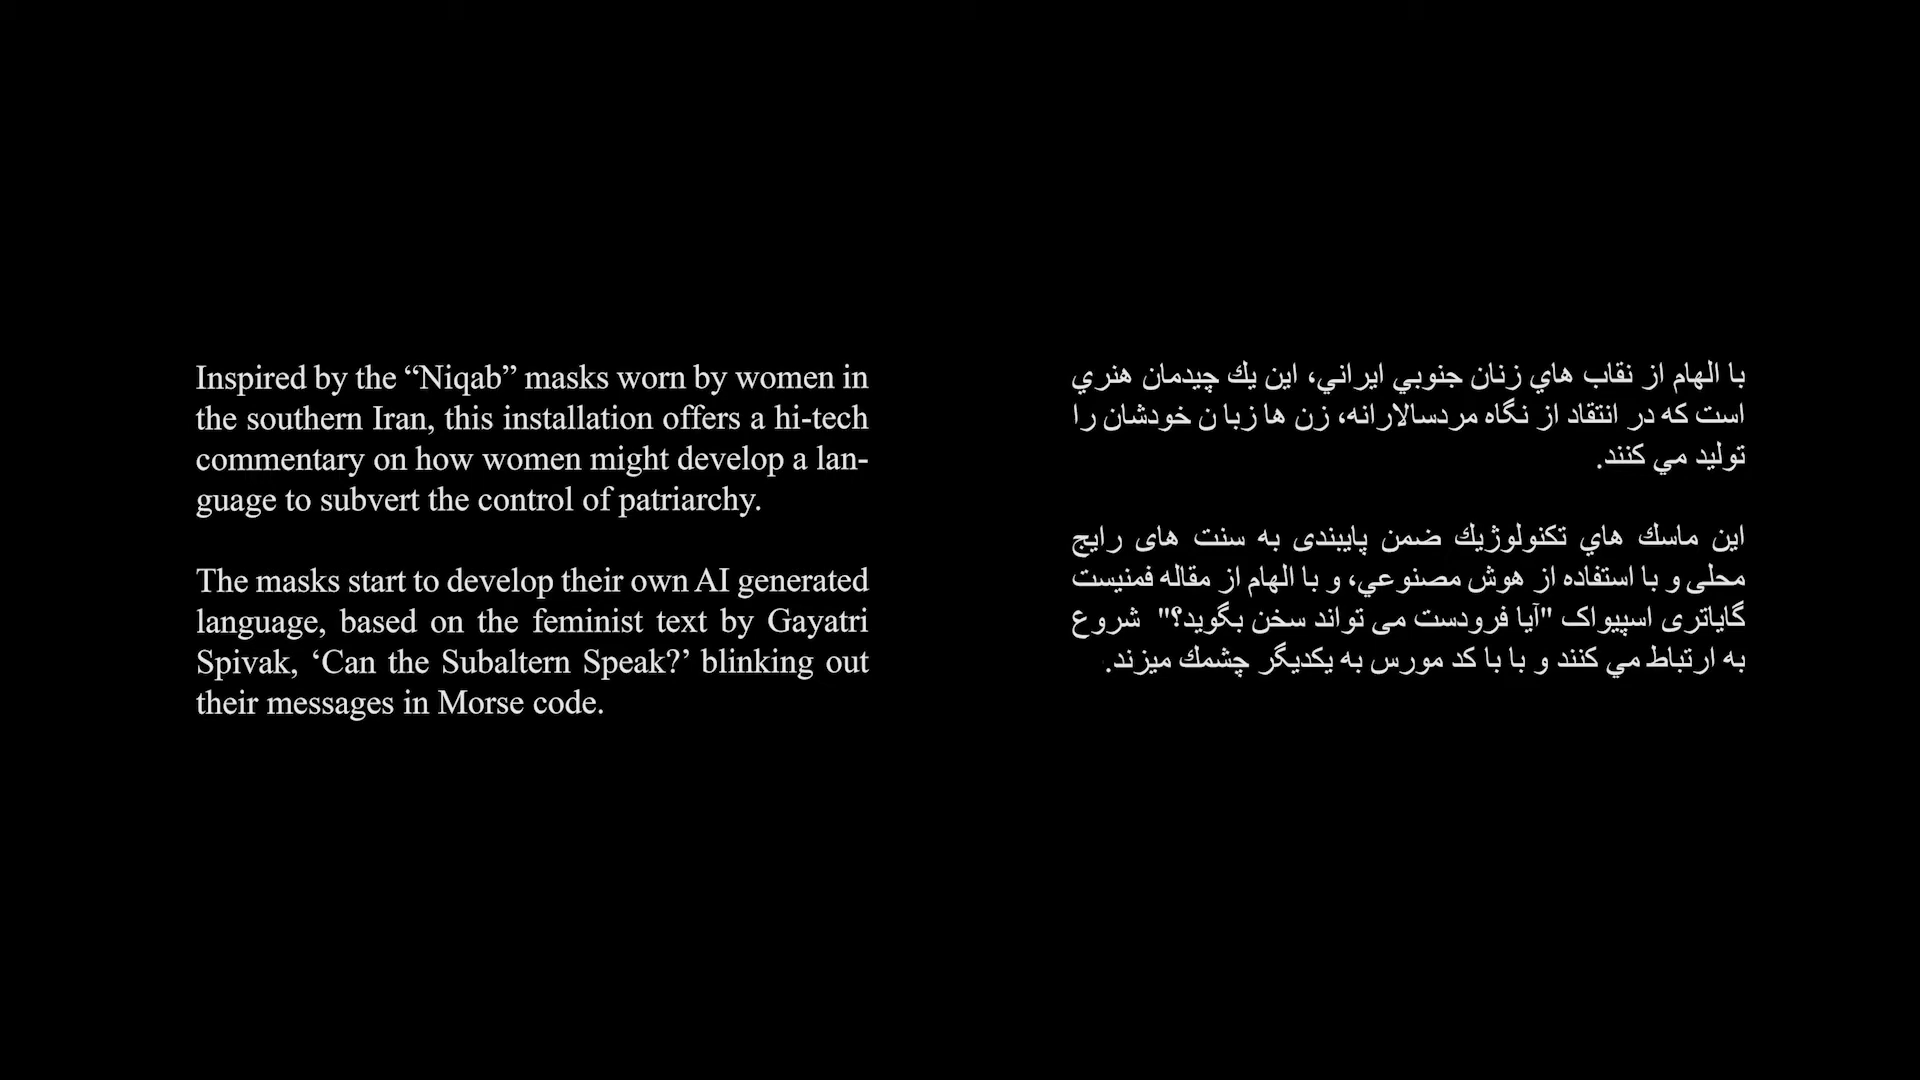 Inspired by the “Niqab” masks worn by women in
the southern Iran, this installation offers a hi-tech
commentary on how women might develop a lan-
guage to subvert the control of patriarchy.
The masks start to develop their own AI generated
language, based on the feminist text by Gayatri
Spivak, ‘Can the Subaltern Speak?’ blinking out
their messages in Morse code.
با الهام از نقاب هاي زنان جنوبي ايراني، اين يك چيدمان هنري
است که در انتقاد از نگاه مردسالارانه، زن ها زبا ن خودشان را
توليد مي كنند.
اين ماسك هاي تكنولوژيك ضمن پایبندی به سنت های رایج
محلی و با استفاده از هوش مصنوعي، و با الهام از مقاله فمنیست
گایاتری اسپیواک "آیا فرودست می تواند سخن بگوید؟" شروع
به ارتباط مي كنند و با با كد مورس به يكديگر چشمك ميزند.